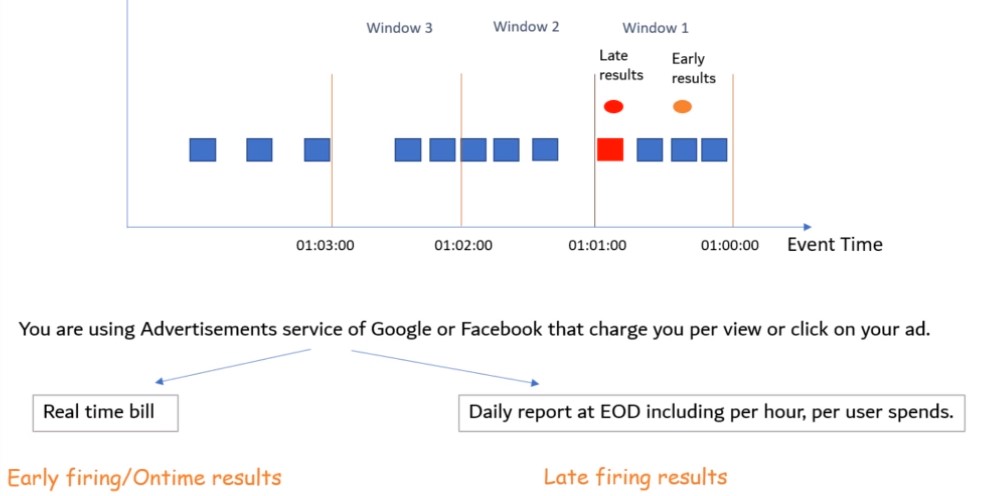 Window 3
Window 2
Window 1
Late
results
Early
results
01:03:00
01:02:00
01:01:00
01:00:00
Event Time
You are using Advertisements service of Google or Facebook that charge you per view or click on your ad.
Real time bill
Daily report at EOD including per hour, per user spends.
Early firing/Ontime results
Late firing results